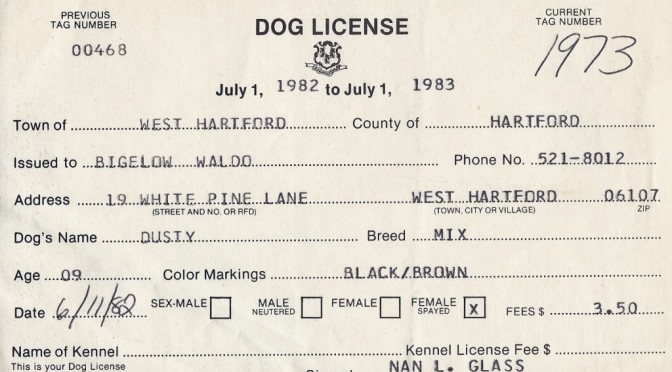 PREVIOUS
TAG NUMBER
00468
DOG LICENSE
CURRENT
TAG NUMBER
1973
July 1, 1982 to July 1, 1983
Town of WEST HARTFORD County of HARTFORD
Issued to BIGELOW WALDO Phone No. 521-8012
Address 19 WHITE PINE LANE WEST HARTFORD 06107
(STREET AND NO. OR RFD) (TOWN, CITY OR VILLAGE) ZIP
Dog's Name DUSTY Breed MIX
Age 09 Color Markings BLACK/BROWN
Date 6/11/82 SEX-MALE MALE NEUTERED FEMALE FEMALE SPAYED X FEES $ 3.50
Name of Kennel Kennel License Fee $
This is your Dog License NAN L. GLASS